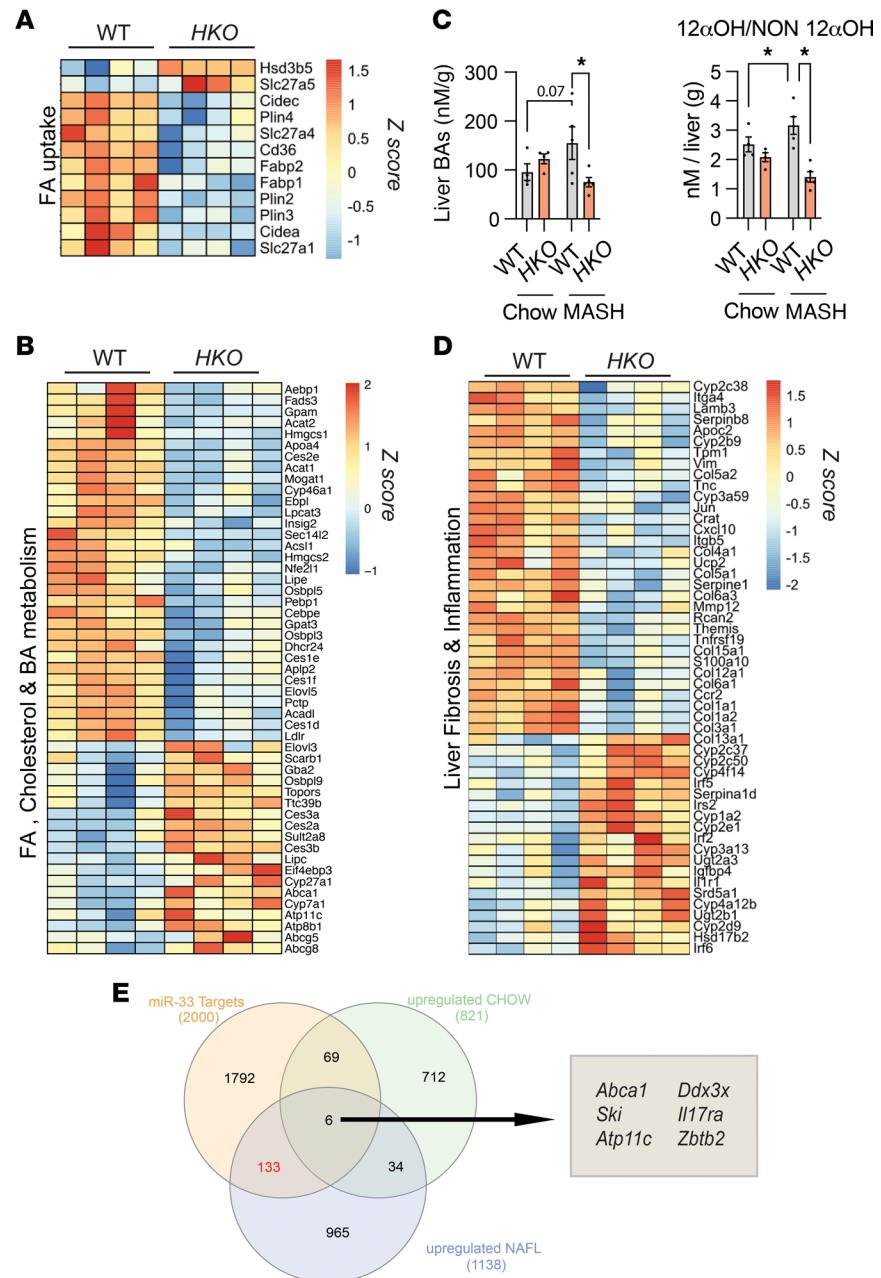 A
WT
HKO
FA uptake
Hsd3b5
Slc27a5
Cidec
Plin4
Slc27a4
Cd36
Fabp2
Fabp1
Plin2
Plin3
Cidea
Slc27a1
1.5
1
0.5
0
-0.5
-1
Z score
C
Liver BAs (nM/g)
300
200
100
0
0.07
*
WT
HKO
WT
HKO
Chow MASH
12αOH/NON 12αOH
nM / liver (g)
5
4
3
2
1
0
*
*
WT
HKO
WT
HKO
Chow MASH
B
WT
HKO
FA , Cholesterol & BA metabolism
Aebp1
Fads3
Gpam
Acat2
Hmgcs1
Apoa4
Ces2e
Acat1
Mogat1
Cyp46a1
Ebpl
Lpcat3
Insig2
Sec14l2
Acsl1
Hmgcs2
Nfe2l1
Lipe
Osbpl5
Pebp1
Cebpe
Gpat3
Osbpl3
Dhcr24
Ces1e
Aplp2
Ces1f
Elovl5
Pctp
Acadl
Ces1d
Ldlr
Elovl3
Scarb1
Gba2
Osbpl9
Topors
Ttc39b
Ces3a
Ces2a
Sult2a8
Ces3b
Lipc
Eif4ebp3
Cyp27a1
Abca1
Cyp7a1
Atp11c
Atp8b1
Abcg5
Abcg8
2
1
0
−1
Z score
D
WT
HKO
Liver Fibrosis & Inflammation
Cyp2c38
Itga4
Lamb3
Serpinb8
Apoc2
Cyp2b9
Tpm1
Vim
Col5a2
Tnc
Cyp3a59
Jun
Crat
Cxcl10
Itgb5
Col4a1
Ucp2
Col5a1
Serpine1
Col6a3
Mmp12
Rcan2
Themis
Tnfrsf19
Col15a1
S100a10
Col12a1
Col6a1
Ccr2
Col1a1
Col1a2
Col3a1
Col13a1
Cyp2c37
Cyp2c50
Cyp4f14
Irf5
Serpina1d
Irs2
Cyp1a2
Cyp2e1
Irf2
Cyp3a13
Ugt2a3
Igfbp4
Il1r1
Srd5a1
Cyp4a12b
Ugt2b1
Cyp2d9
Hsd17b2
Irf6
1.5
1
0.5
0
-0.5
-1
-1.5
-2
Z score
E
miR-33 Targets
(2000)
upregulated CHOW
(821)
1792
69
712
6
133
34
965
upregulated NAFL
(1138)
Abca1 Ddx3x
Ski Il17ra
Atp11c Zbtb2